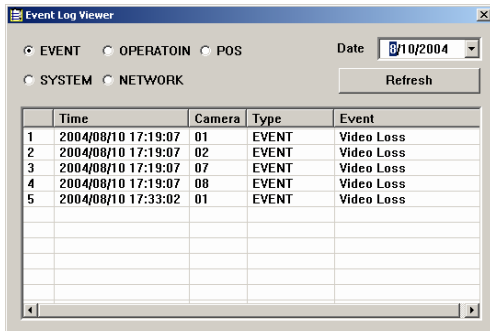 Event Log Viewer
EVENT OPERATOIN POS Date 8/10/2004
SYSTEM NETWORK Refresh
Time Camera Type Event
1 2004/08/10 17:19:07 01 EVENT Video Loss
2 2004/08/10 17:19:07 02 EVENT Video Loss
3 2004/08/10 17:19:07 07 EVENT Video Loss
4 2004/08/10 17:19:07 08 EVENT Video Loss
5 2004/08/10 17:33:02 01 EVENT Video Loss